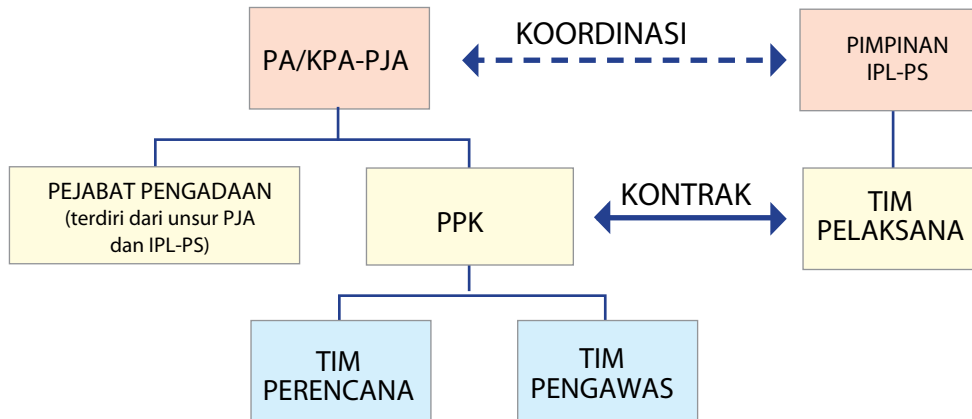 KOORDINASI
PA/KPA-PJA
PIMPINAN
IPL-PS
PEJABAT PENGADAAN
(terdiri dari unsur PJA
dan IPL-PS)
PPK
KONTRAK
TIM
PELAKSANA
TIM
PERENCANA
TIM
PENGAWAS